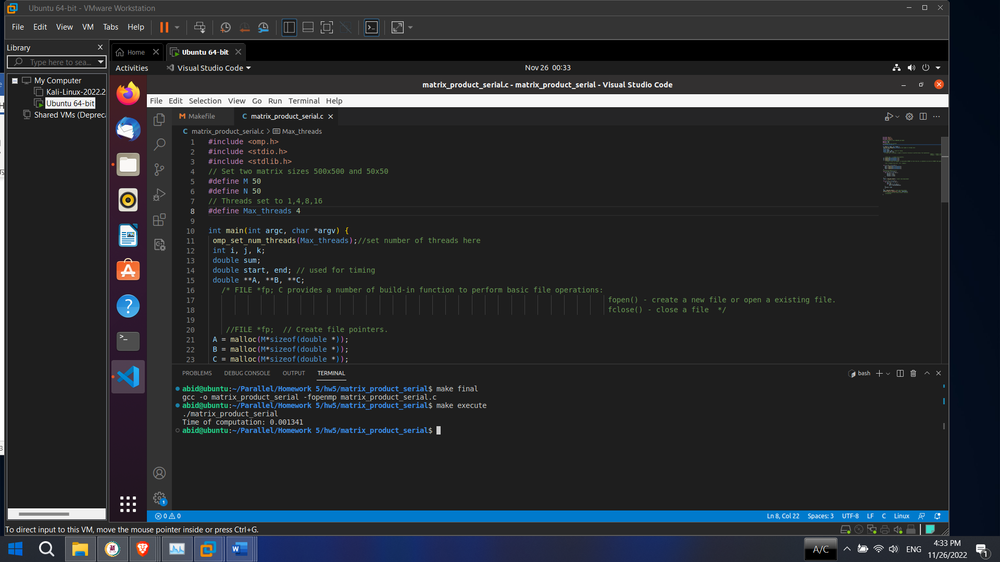 Ubuntu 64-bit - VMware Workstation
File Edit View VM Tabs Help
Library
Type here to sea...
My Computer
Kali-Linux-2022.2
Ubuntu 64-bit
Shared VMs (Depreca
Home
Ubuntu 64-bit
Activities
Visual Studio Code
Nov 26 00:33
matrix_product_serial.c - matrix_product_serial - Visual Studio Code
File Edit Selection View Go Run Terminal Help
M Makefile
C matrix_product_serial.c
C matrix_product_serial.c > Max_threads
1 #include <omp.h>
2 #include <stdio.h>
3 #include <stdlib.h>
4 // Set two matrix sizes 500x500 and 50x50
5 #define M 50
6 #define N 50
7 // Threads set to 1,4,8,16
8 #define Max_threads 4
9
10 int main(int argc, char *argv) {
11 omp_set_num_threads(Max_threads);//set number of threads here
12 int i, j, k;
13 double sum;
14 double start, end; // used for timing
15 double **A, **B, **C;
16 /* FILE *fp; C provides a number of build-in function to perform basic file operations:
17 fopen() - create a new file or open a existing file.
18 fclose() - close a file */
19
20 //FILE *fp; // Create file pointers.
21 A = malloc(M*sizeof(double *));
22 B = malloc(M*sizeof(double *));
23 C = malloc(M*sizeof(double *));
PROBLEMS DEBUG CONSOLE OUTPUT TERMINAL
bash
abid@ubuntu:~/Parallel/Homework 5/hw5/matrix_product_serial$ make final
gcc -o matrix_product_serial -fopenmp matrix_product_serial.c
abid@ubuntu:~/Parallel/Homework 5/hw5/matrix_product_serial$ make execute
./matrix_product_serial
Time of computation: 0.001341
abid@ubuntu:~/Parallel/Homework 5/hw5/matrix_product_serial$
1
0 0
Ln 8, Col 22 Spaces: 3 UTF-8 LF C Linux
To direct input to this VM, move the mouse pointer inside or press Ctrl+G.
A/C
ENG
4:33 PM
11/26/2022
1